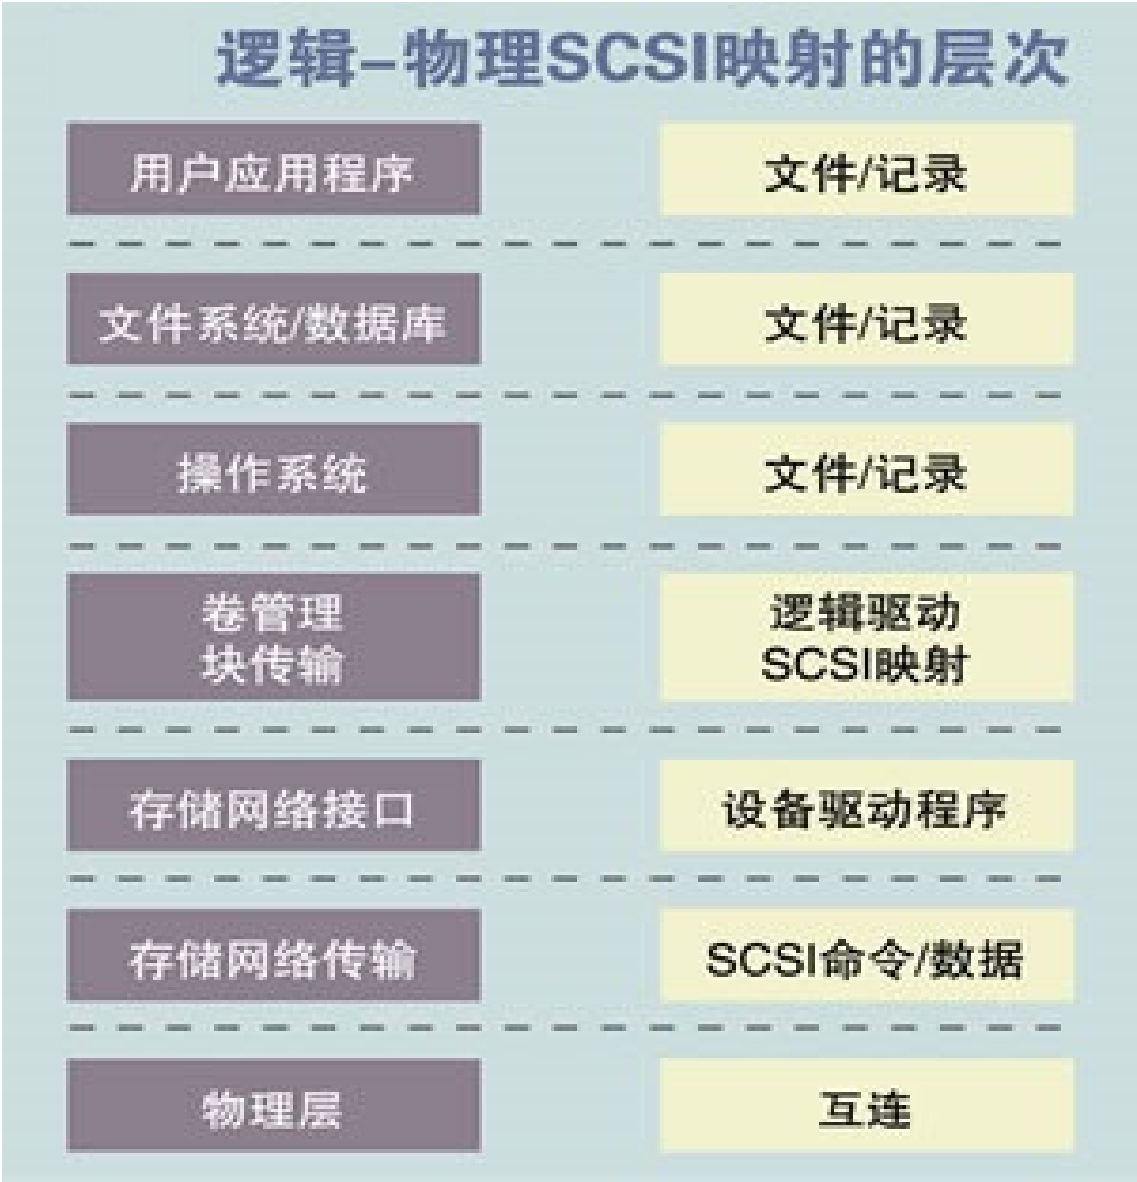 逻辑-物理SCSI映射的层次
用户应用程序
文件/记录
文件系统/数据库
文件/记录
操作系统
文件/记录
卷管理
块传输
逻辑驱动
SCSI映射
存储网络接口
设备驱动程序
存储网络传输
SCSI命令/数据
物理层
互连